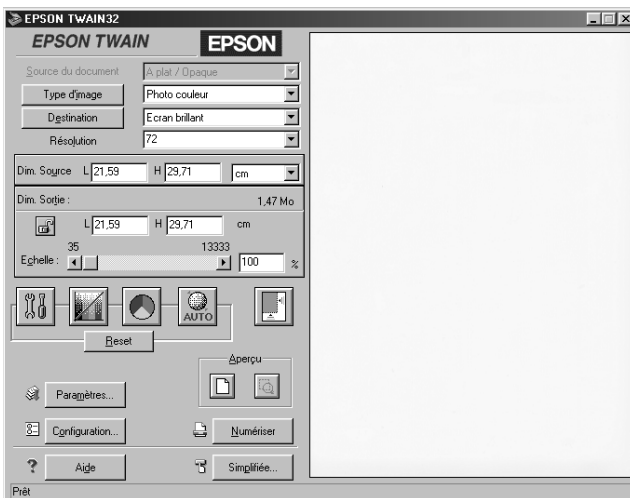 EPSON TWAIN32
EPSON TWAIN EPSON
Source du document A plat / Opaque
Type d'image Photo couleur
Destination Ecran brillant
Résolution 72
Dim. Source L 21,59 H 29,71 cm
Dim. Sortie : 1,47 Mo
L 21,59 H 29,71 cm
35 13333
Echelle : 100 %
AUTO
Reset
Aperçu
Paramètres...
Configuration... Numériser
? Aide Simplifiée...
Prêt